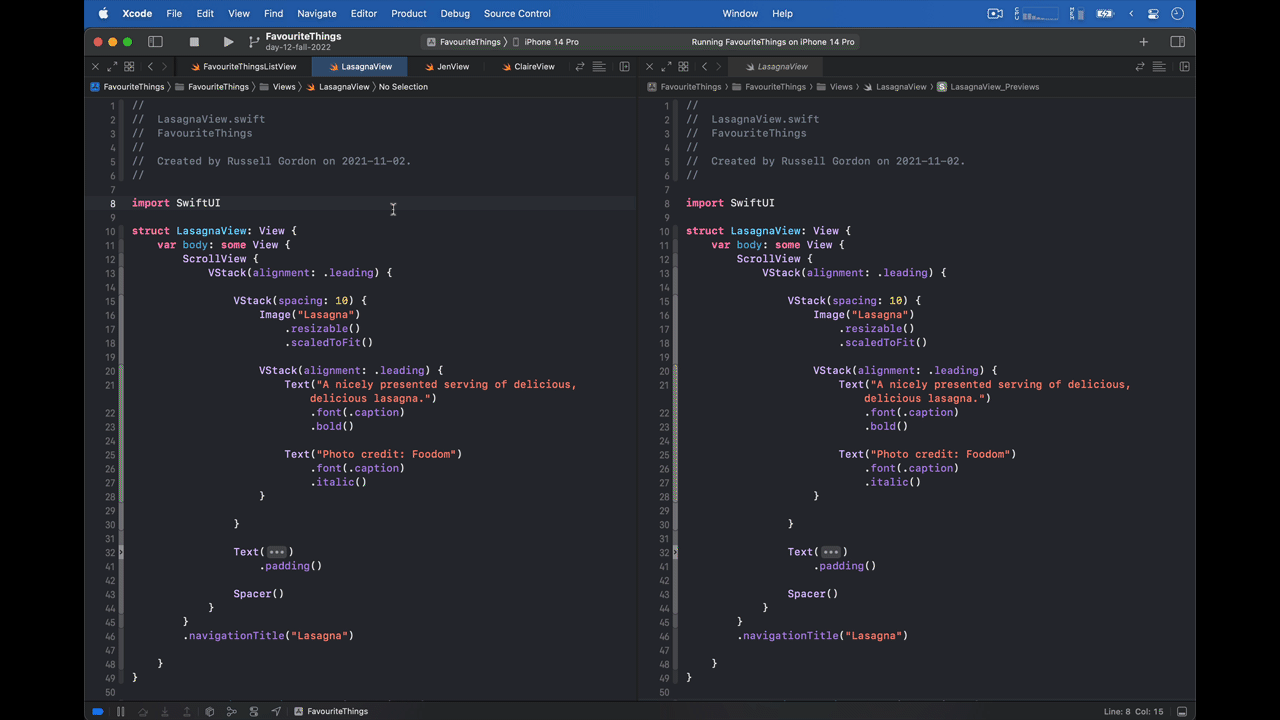 Xcode File Edit View Find Navigate Editor Product Debug Source Control Window Help
FavouriteThings
day-12-fall-2022
FavouriteThings iPhone 14 Pro Running FavouriteThings on iPhone 14 Pro
FavouriteThingsListView LasagnaView JenView ClaireView
LasagnaView
FavouriteThings FavouriteThings Views LasagnaView No Selection
FavouriteThings FavouriteThings Views LasagnaView LasagnaView_Previews
1 //
2 //  LasagnaView.swift
3 //  FavouriteThings
4 //
5 //  Created by Russell Gordon on 2021-11-02.
6 //
7
8 import SwiftUI
9
10 struct LasagnaView: View {
11     var body: some View {
12         ScrollView {
13             VStack(alignment: .leading) {
14
15                 VStack(spacing: 10) {
16                     Image("Lasagna")
17                         .resizable()
18                         .scaledToFit()
19
20                     VStack(alignment: .leading) {
21                         Text("A nicely presented serving of delicious,
delicious lasagna.")
22                             .font(.caption)
23                             .bold()
24
25                         Text("Photo credit: Foodom")
26                             .font(.caption)
27                             .italic()
28                     }
29
30                 }
31
32                 Text(•••)
41                     .padding()
42
43                 Spacer()
44             }
45         }
46         .navigationTitle("Lasagna")
47
48     }
49 }
50
1 //
2 //  LasagnaView.swift
3 //  FavouriteThings
4 //
5 //  Created by Russell Gordon on 2021-11-02.
6 //
7
8 import SwiftUI
9
10 struct LasagnaView: View {
11     var body: some View {
12         ScrollView {
13             VStack(alignment: .leading) {
14
15                 VStack(spacing: 10) {
16                     Image("Lasagna")
17                         .resizable()
18                         .scaledToFit()
19
20                     VStack(alignment: .leading) {
21                         Text("A nicely presented serving of delicious,
delicious lasagna.")
22                             .font(.caption)
23                             .bold()
24
25                         Text("Photo credit: Foodom")
26                             .font(.caption)
27                             .italic()
28                     }
29
30                 }
31
32                 Text(•••)
41                     .padding()
42
43                 Spacer()
44             }
45         }
46         .navigationTitle("Lasagna")
47
48     }
49 }
50
FavouriteThings Line: 8 Col: 15